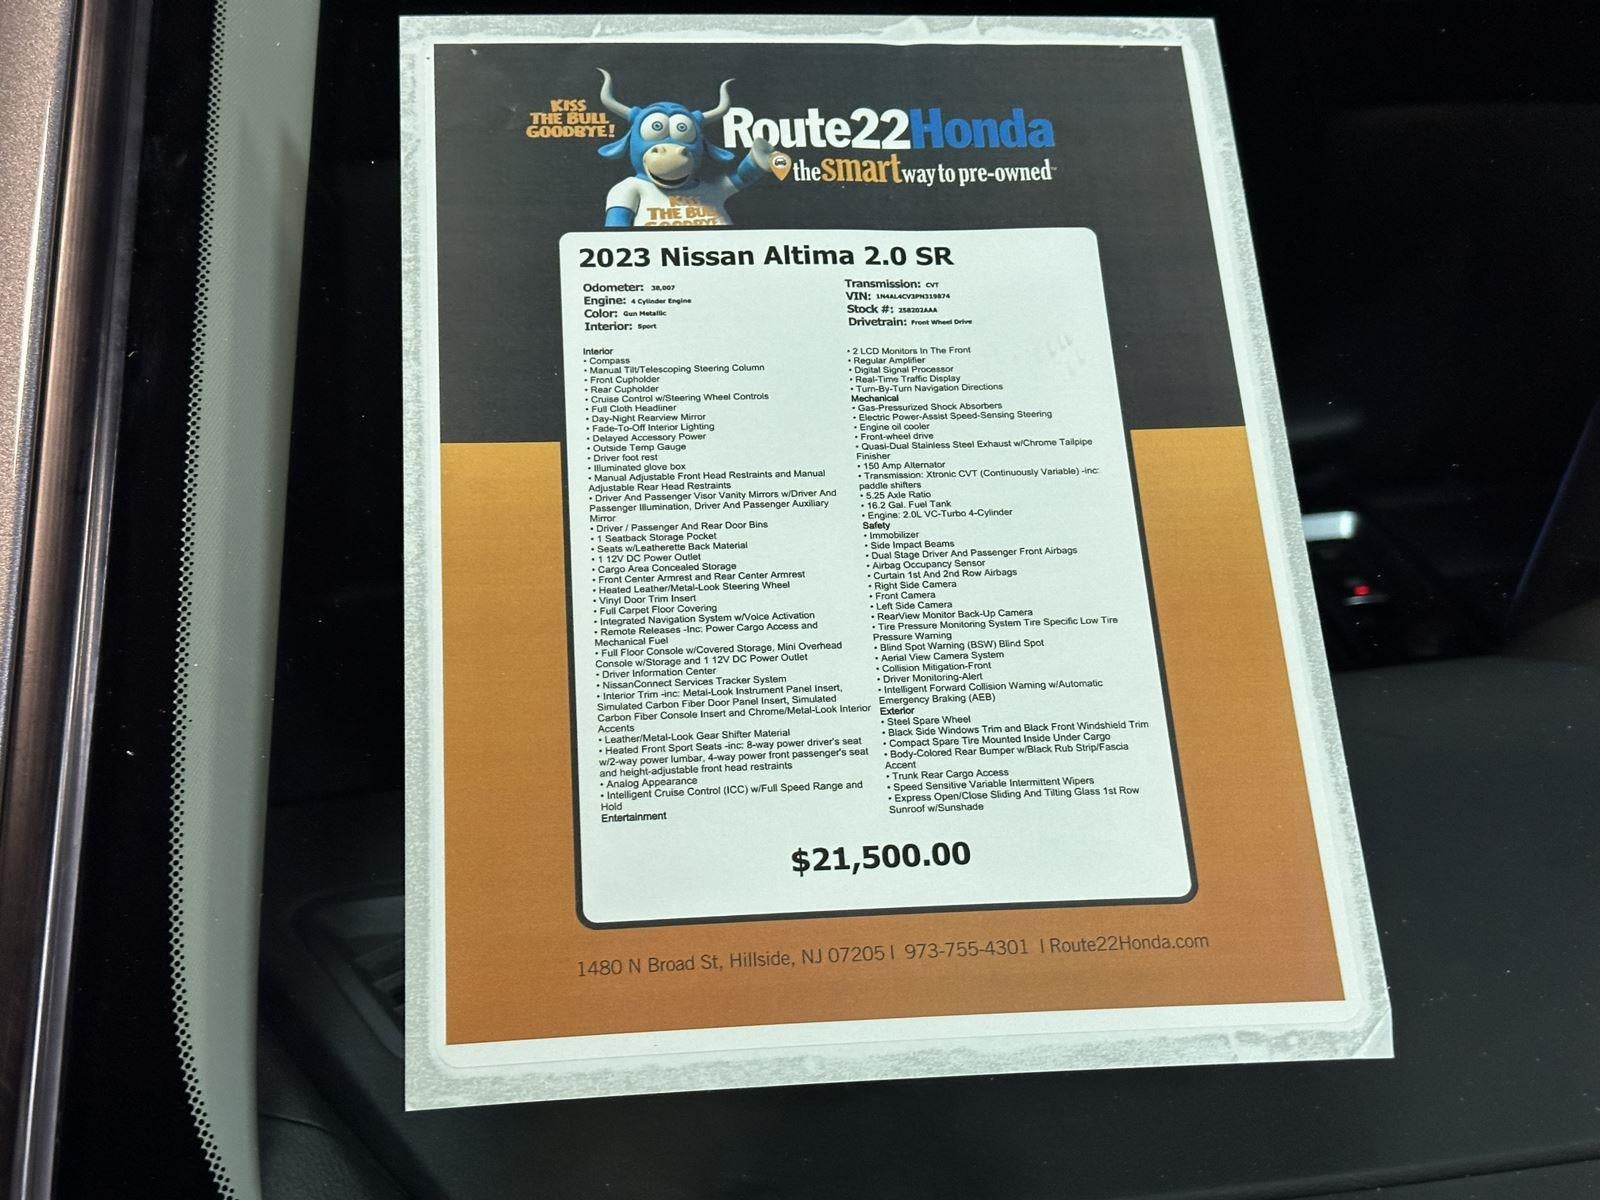 KISS
THE BULL
GOODBYE!
Route22Honda
the smart way to pre-owned
THE BUL
2023 Nissan Altima 2.0 SR
Odometer: 38,007
Engine: 4 Cylinder Engine
Color: Gun Metallic
Interior: Sport
Transmission: CVT
VIN: 1N4AL4CV3PN319874
Stock #: 258202AAA
Drivetrain: Front Wheel Drive
Interior
• Compass
• Manual Tilt/Telescoping Steering Column
• Front Cupholder
• Rear Cupholder
• Cruise Control w/Steering Wheel Controls
• Full Cloth Headliner
• Day-Night Rearview Mirror
• Fade-To-Off Interior Lighting
• Delayed Accessory Power
• Outside Temp Gauge
• Driver foot rest
• Illuminated glove box
• Manual Adjustable Front Head Restraints and Manual
Adjustable Rear Head Restraints
• Driver And Passenger Visor Vanity Mirrors w/Driver And
Passenger Illumination, Driver And Passenger Auxiliary
Mirror
• Driver / Passenger And Rear Door Bins
• 1 Seatback Storage Pocket
• Seats w/Leatherette Back Material
• 1 12V DC Power Outlet
• Cargo Area Concealed Storage
• Front Center Armrest and Rear Center Armrest
• Heated Leather/Metal-Look Steering Wheel
• Vinyl Door Trim Insert
• Full Carpet Floor Covering
• Integrated Navigation System w/Voice Activation
• Remote Releases -Inc: Power Cargo Access and
Mechanical Fuel
• Full Floor Console w/Covered Storage, Mini Overhead
Console w/Storage and 1 12V DC Power Outlet
• Driver Information Center
• NissanConnect Services Tracker System
• Interior Trim -inc: Metal-Look Instrument Panel Insert,
Simulated Carbon Fiber Door Panel Insert, Simulated
Carbon Fiber Console Insert and Chrome/Metal-Look Interior
Accents
• Leather/Metal-Look Gear Shifter Material
• Heated Front Sport Seats -inc: 8-way power driver's seat
w/2-way power lumbar, 4-way power front passenger's seat
and height-adjustable front head restraints
• Analog Appearance
• Intelligent Cruise Control (ICC) w/Full Speed Range and
Hold
Entertainment
• 2 LCD Monitors In The Front
• Regular Amplifier
• Digital Signal Processor
• Real-Time Traffic Display
• Turn-By-Turn Navigation Directions
Mechanical
• Gas-Pressurized Shock Absorbers
• Electric Power-Assist Speed-Sensing Steering
• Engine oil cooler
• Front-wheel drive
• Quasi-Dual Stainless Steel Exhaust w/Chrome Tailpipe
Finisher
• 150 Amp Alternator
• Transmission: Xtronic CVT (Continuously Variable) -inc:
paddle shifters
• 5.25 Axle Ratio
• 16.2 Gal. Fuel Tank
• Engine: 2.0L VC-Turbo 4-Cylinder
Safety
• Immobilizer
• Side Impact Beams
• Dual Stage Driver And Passenger Front Airbags
• Airbag Occupancy Sensor
• Curtain 1st And 2nd Row Airbags
• Right Side Camera
• Front Camera
• Left Side Camera
• RearView Monitor Back-Up Camera
• Tire Pressure Monitoring System Tire Specific Low Tire
Pressure Warning
• Blind Spot Warning (BSW) Blind Spot
• Aerial View Camera System
• Collision Mitigation-Front
• Driver Monitoring-Alert
• Intelligent Forward Collision Warning w/Automatic
Emergency Braking (AEB)
Exterior
• Steel Spare Wheel
• Black Side Windows Trim and Black Front Windshield Trim
• Compact Spare Tire Mounted Inside Under Cargo
• Body-Colored Rear Bumper w/Black Rub Strip/Fascia
Accent
• Trunk Rear Cargo Access
• Speed Sensitive Variable Intermittent Wipers
• Express Open/Close Sliding And Tilting Glass 1st Row
Sunroof w/Sunshade
$21,500.00
1480 N Broad St, Hillside, NJ 07205 | 973-755-4301 | Route22Honda.com